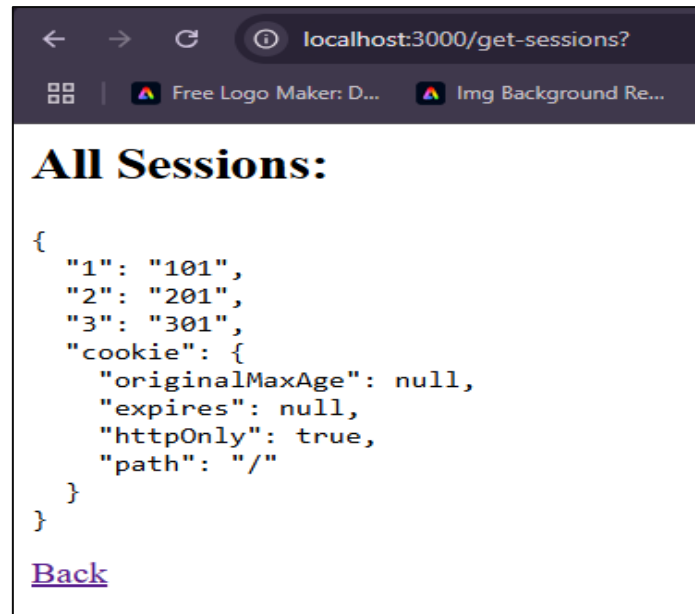 localhost:3000/get-sessions?
Free Logo Maker: D... Img Background Re...
All Sessions:
{
  "1": "101",
  "2": "201",
  "3": "301",
  "cookie": {
    "originalMaxAge": null,
    "expires": null,
    "httpOnly": true,
    "path": "/"
  }
}
Back